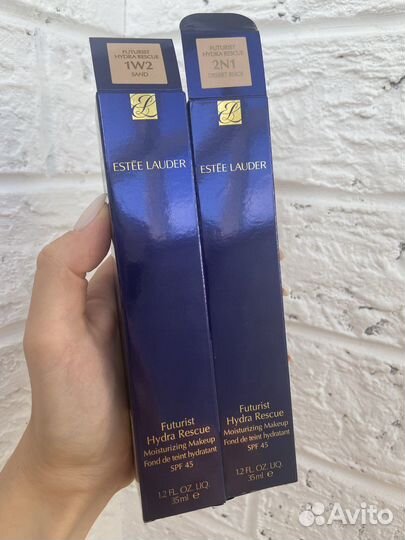 FUTURIST
HYDRA RESCUE
1W2
SAND
ESTĒE LAUDER
Futurist
Hydra Rescue
Moisturizing Makeup
Fond de teint hydratant
SPF 45
1.2 FL. OZ. LIQ.
35ml e
FUTURIST
HYDRA RESCUE
2N1
DESERT BEIGE
ESTĒE LAUDER
Futurist
Hydra Rescue
Moisturizing Makeup
Fond de teint hydratant
SPF 45
1.2 FL. OZ. LIQ.
35ml e
Avito